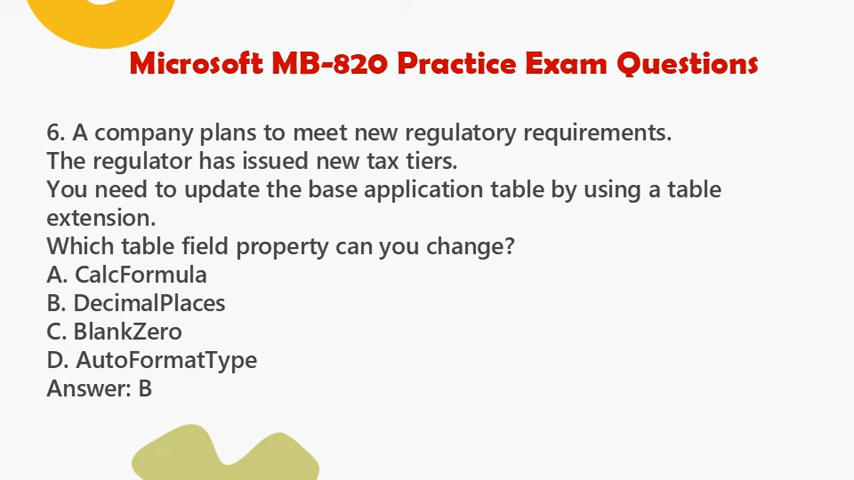 Microsoft MB-820 Practice Exam Questions
6. A company plans to meet new regulatory requirements.
The regulator has issued new tax tiers.
You need to update the base application table by using a table
extension.
Which table field property can you change?
A. CalcFormula
B. DecimalPlaces
C. BlankZero
D. AutoFormatType
Answer: B